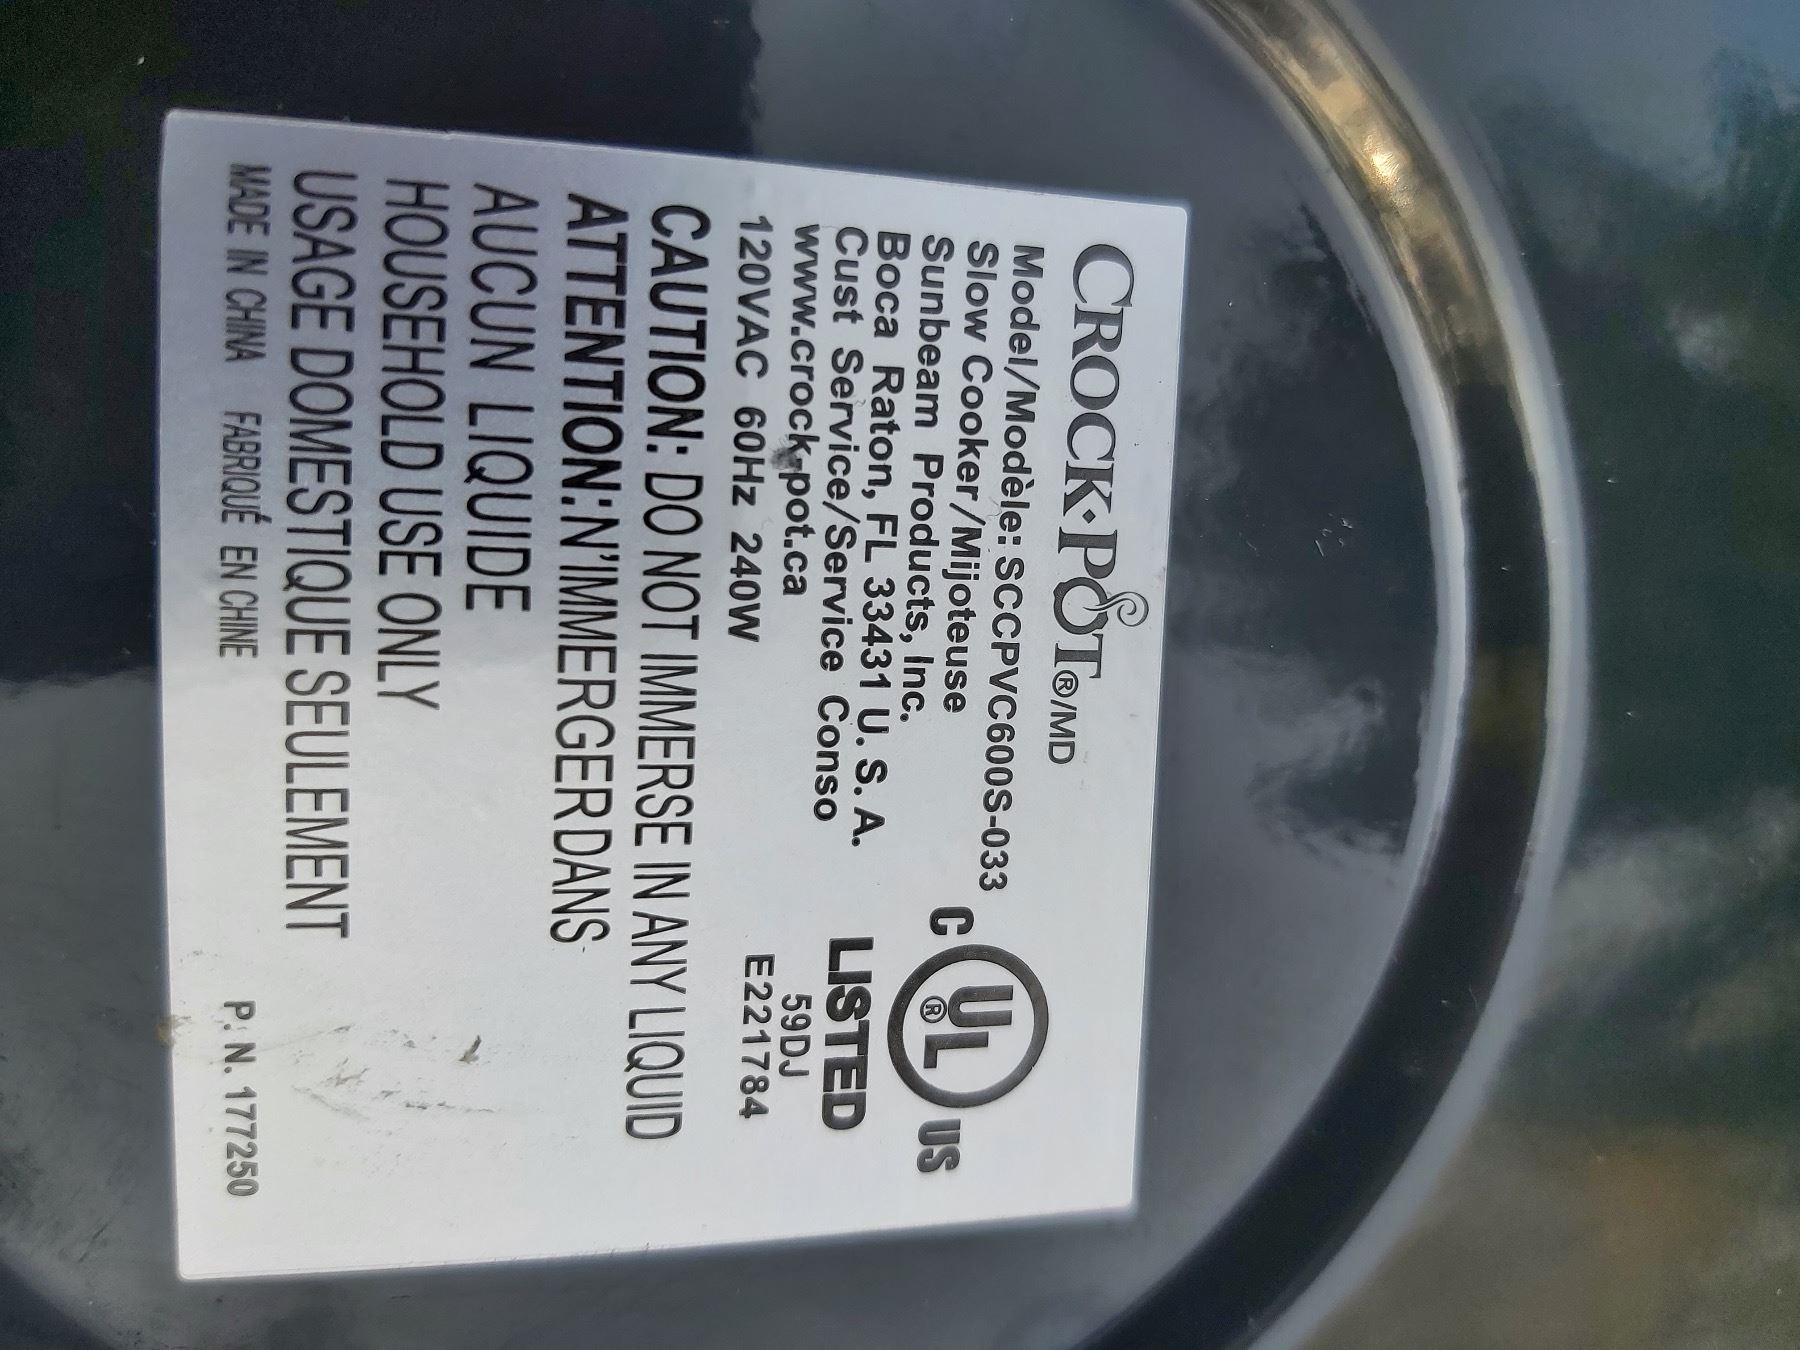 CROCK•POT®/MD
Model/Modèle: SCCPVC600S-033
Slow Cooker/Mijoteuse
Sunbeam Products, Inc.
Boca Raton, FL 33431 U. S. A.
Cust Service/Service Conso
www.crock-pot.ca
120VAC 60Hz 240W
C UL® US
LISTED
59DJ
E221784
CAUTION: DO NOT IMMERSE IN ANY LIQUID
ATTENTION: N'IMMERGER DANS
AUCUN LIQUIDE
HOUSEHOLD USE ONLY
USAGE DOMESTIQUE SEULEMENT
MADE IN CHINA FABRIQUÉ EN CHINE P. N. 177250